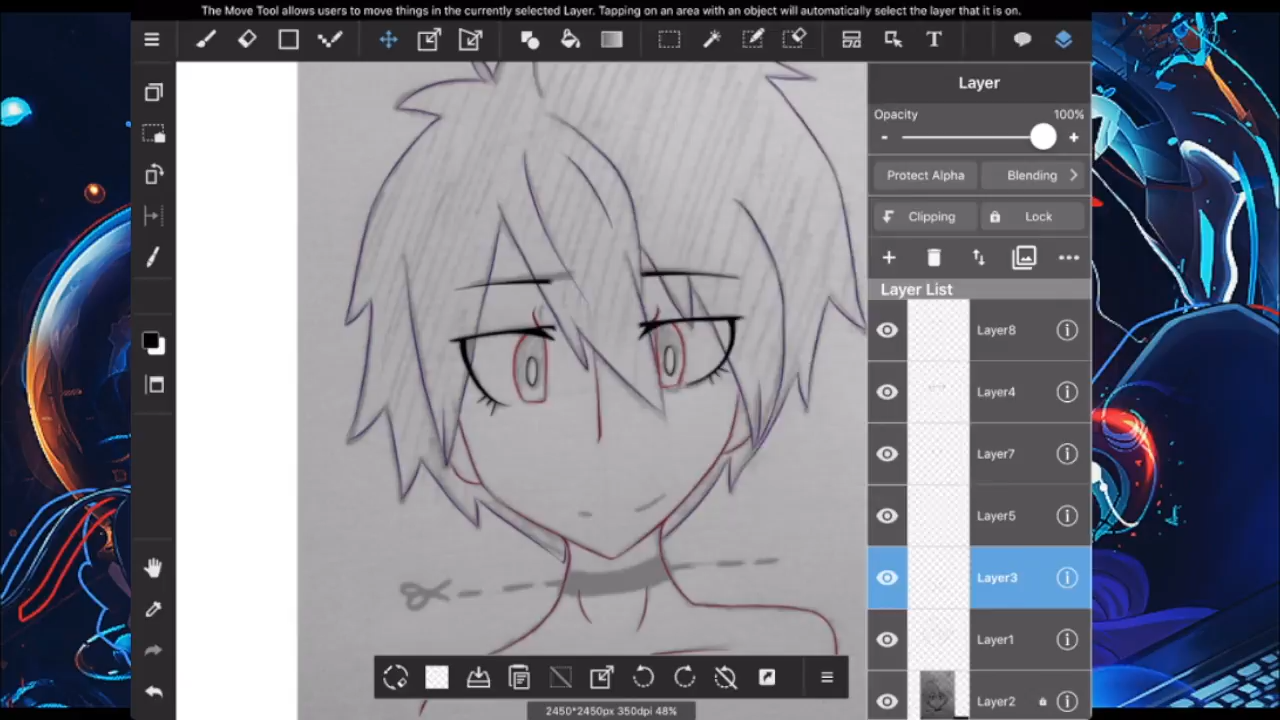 The Move Tool allows users to move things in the currently selected Layer. Tapping on an area with an object will automatically select the layer that it is on.
T
Layer
Opacity 100%
- +
Protect Alpha Blending >
Clipping Lock
+
Layer List
Layer8
Layer4
Layer7
Layer5
Layer3
Layer1
Layer2
2450*2450px 350dpi 48%